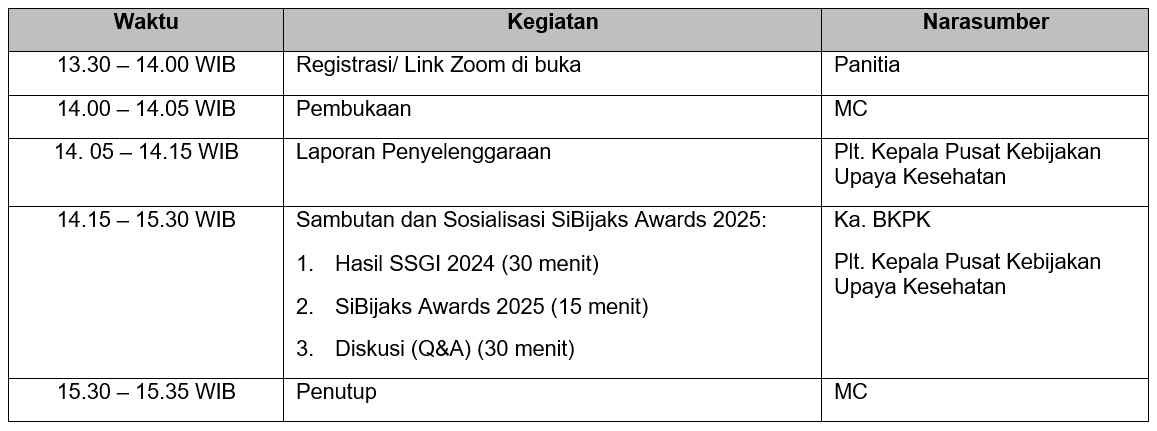 Waktu Kegiatan Narasumber
13.30 – 14.00 WIB Registrasi/ Link Zoom di buka Panitia
14.00 – 14.05 WIB Pembukaan MC
14. 05 – 14.15 WIB Laporan Penyelenggaraan Plt. Kepala Pusat Kebijakan
Upaya Kesehatan
14.15 – 15.30 WIB Sambutan dan Sosialisasi SiBijaks Awards 2025: Ka. BKPK
1. Hasil SSGI 2024 (30 menit) Plt. Kepala Pusat Kebijakan
Upaya Kesehatan
2. SiBijaks Awards 2025 (15 menit)
3. Diskusi (Q&A) (30 menit)
15.30 – 15.35 WIB Penutup MC